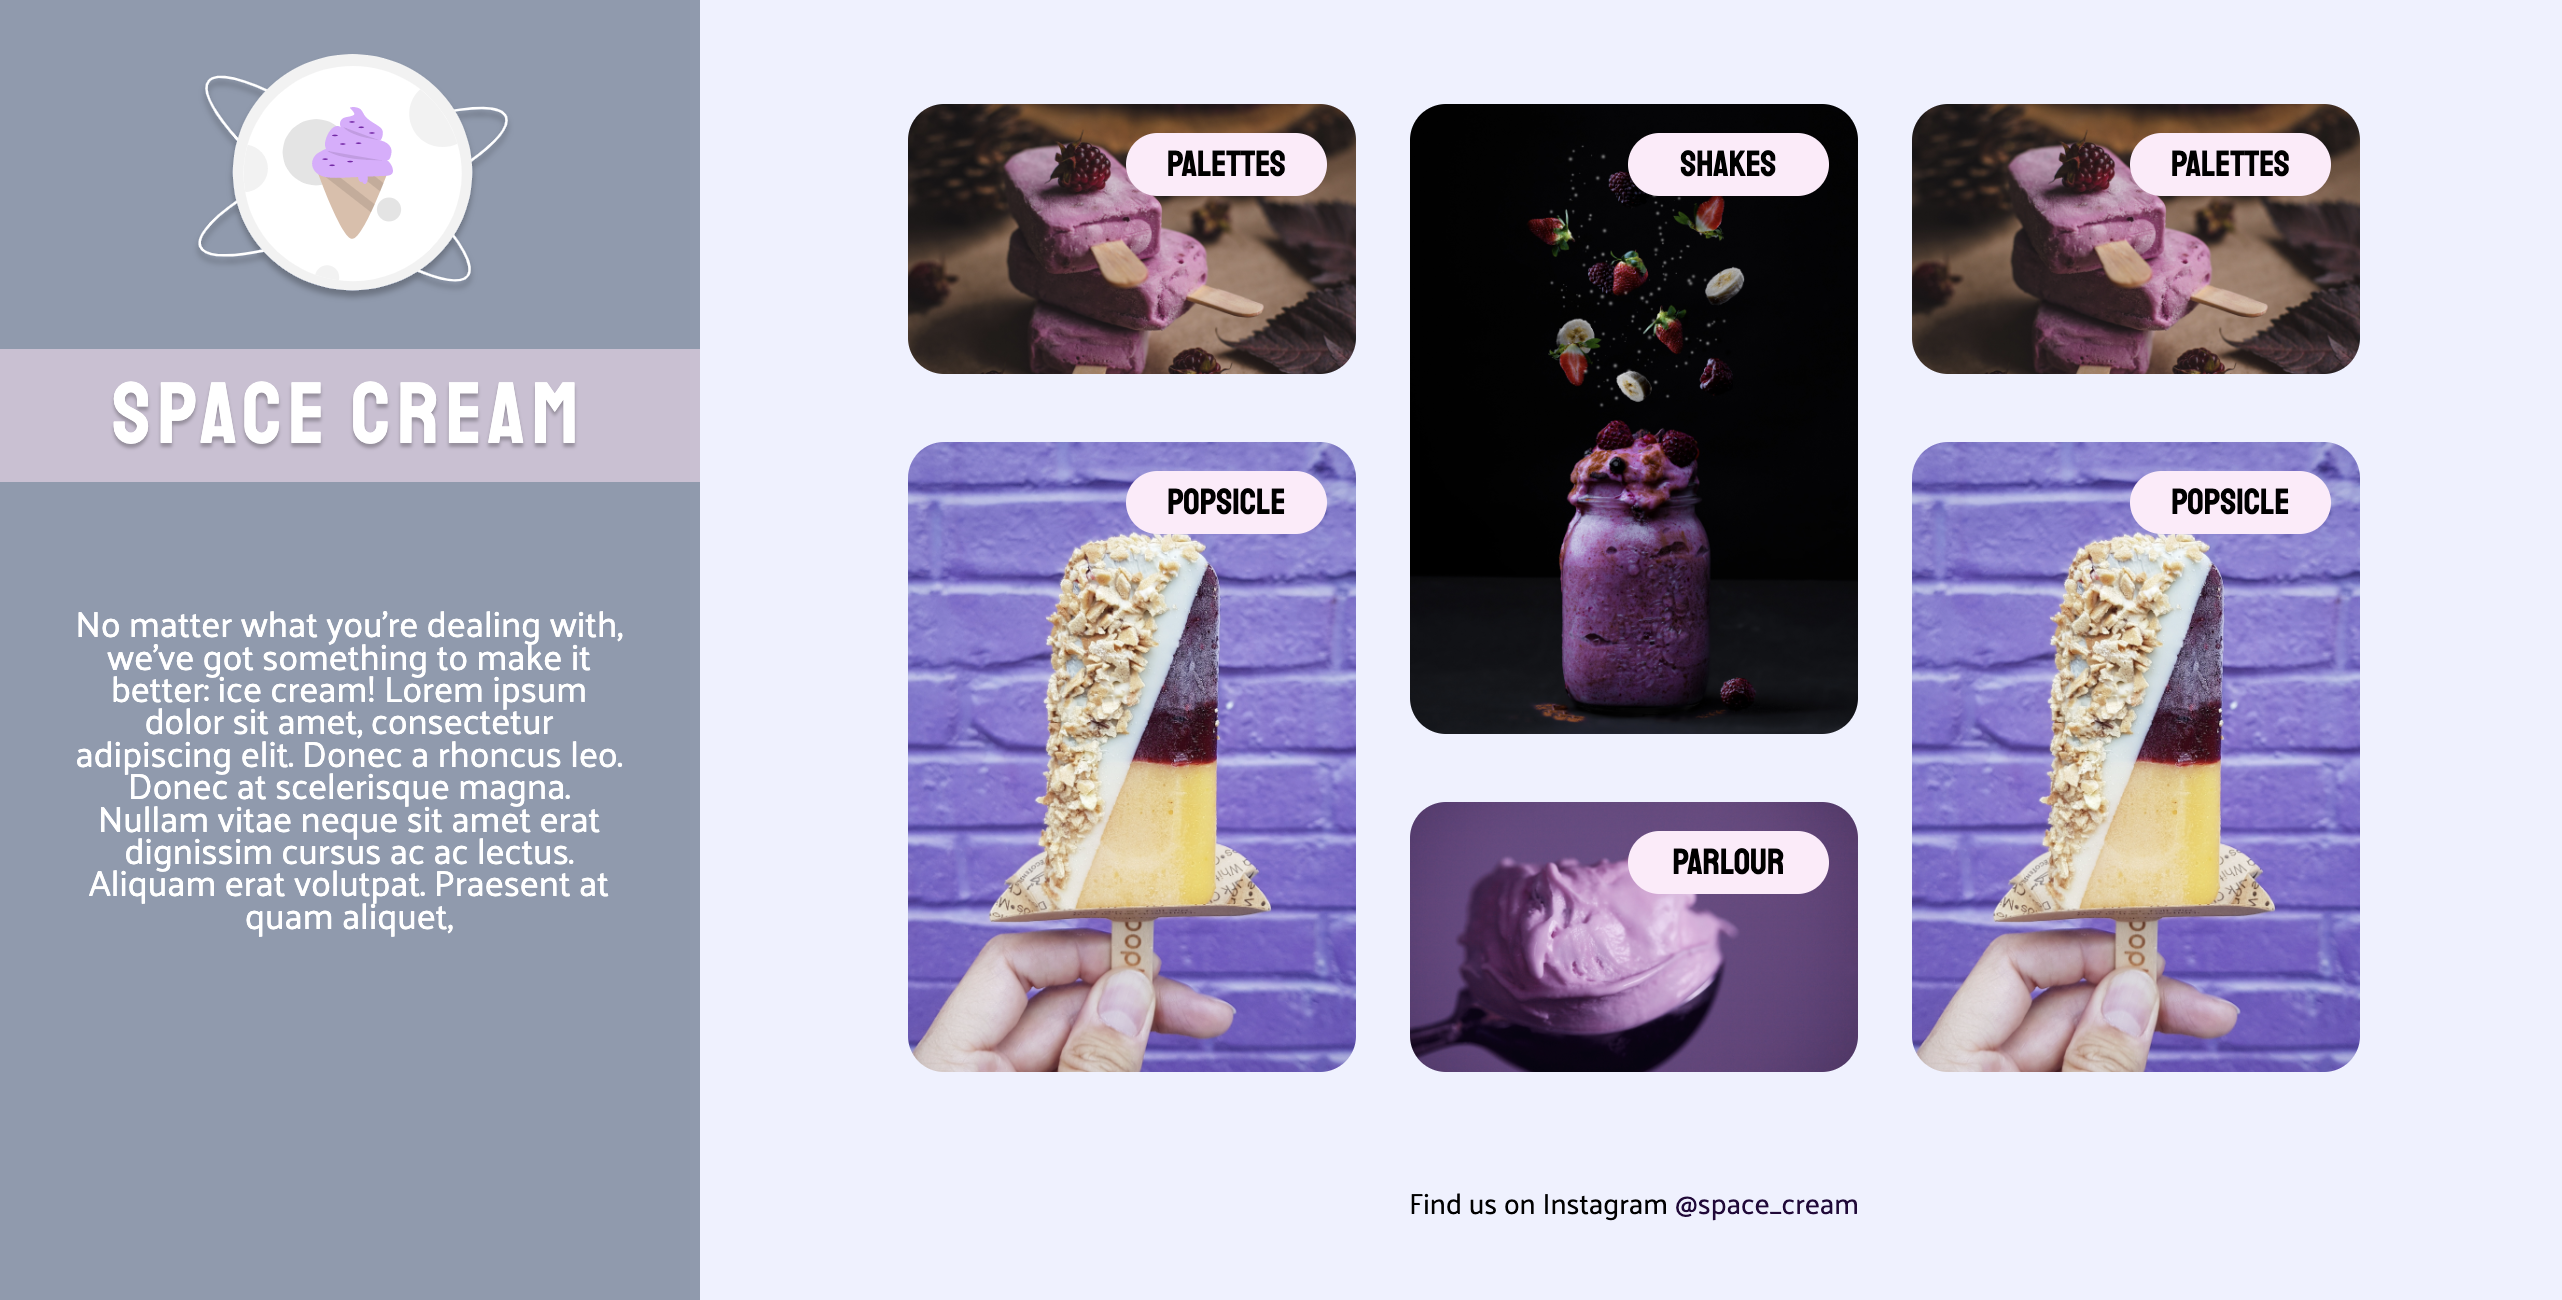 SPACE CREAM
No matter what you’re dealing with,
we’ve got something to make it
better: ice cream! Lorem ipsum
dolor sit amet, consectetur
adipiscing elit. Donec a rhoncus leo.
Donec at scelerisque magna.
Nullam vitae neque sit amet erat
dignissim cursus ac ac lectus.
Aliquam erat volutpat. Praesent at
quam aliquet,
PALETTES
SHAKES
PALETTES
POPSICLE
POPSICLE
PARLOUR
Find us on Instagram @space_cream